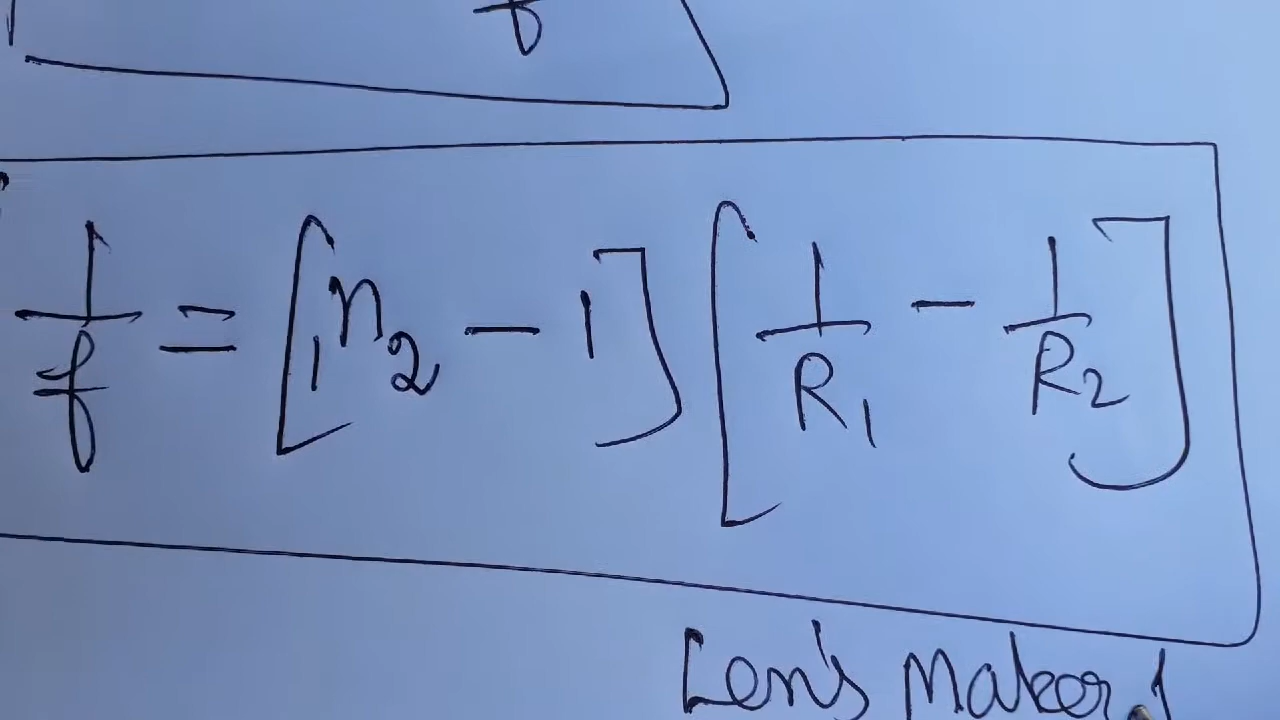 f
1/f = [₁n₂ - 1] [1/R₁ - 1/R₂]
Len's Maker